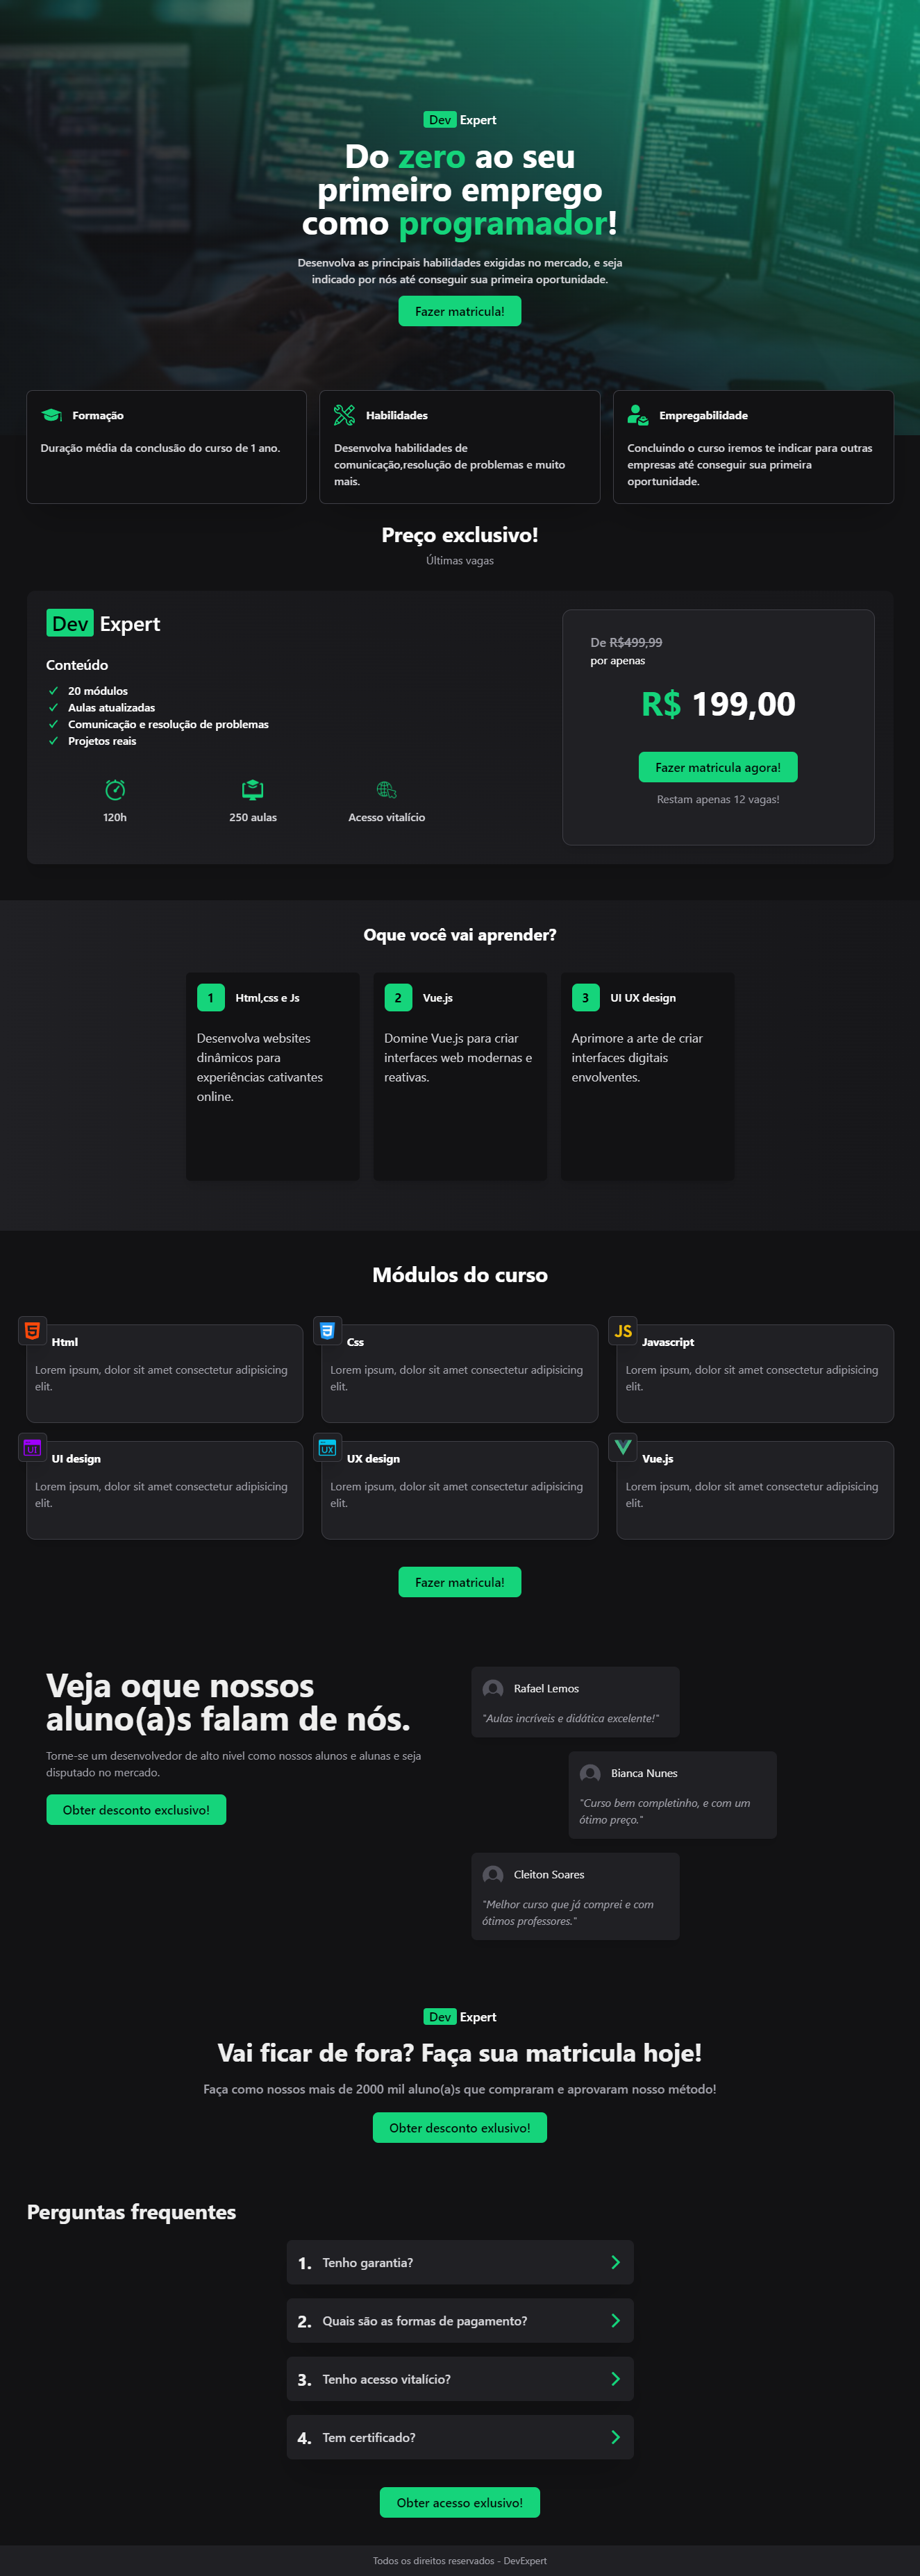 Dev Expert
Do zero ao seu
primeiro emprego
como programador!
Desenvolva as principais habilidades exigidas no mercado, e seja
indicado por nós até conseguir sua primeira oportunidade.
Fazer matricula!
Formação
Duração média da conclusão do curso de 1 ano.
Habilidades
Desenvolva habilidades de
comunicação,resolução de problemas e muito
mais.
Empregabilidade
Concluindo o curso iremos te indicar para outras
empresas até conseguir sua primeira
oportunidade.
Preço exclusivo!
Últimas vagas
Dev Expert
Conteúdo
20 módulos
Aulas atualizadas
Comunicação e resolução de problemas
Projetos reais
120h
250 aulas
Acesso vitalício
De R$499,99
por apenas
R$ 199,00
Fazer matricula agora!
Restam apenas 12 vagas!
Oque você vai aprender?
1 Html,css e Js
Desenvolva websites
dinâmicos para
experiências cativantes
online.
2 Vue.js
Domine Vue.js para criar
interfaces web modernas e
reativas.
3 UI UX design
Aprimore a arte de criar
interfaces digitais
envolventes.
Módulos do curso
Html
Lorem ipsum, dolor sit amet consectetur adipisicing
elit.
Css
Lorem ipsum, dolor sit amet consectetur adipisicing
elit.
JS
Javascript
Lorem ipsum, dolor sit amet consectetur adipisicing
elit.
UI
UI design
Lorem ipsum, dolor sit amet consectetur adipisicing
elit.
UX
UX design
Lorem ipsum, dolor sit amet consectetur adipisicing
elit.
Vue.js
Lorem ipsum, dolor sit amet consectetur adipisicing
elit.
Fazer matricula!
Veja oque nossos
aluno(a)s falam de nós.
Torne-se um desenvolvedor de alto nivel como nossos alunos e alunas e seja
disputado no mercado.
Obter desconto exclusivo!
Rafael Lemos
"Aulas incríveis e didática excelente!"
Bianca Nunes
"Curso bem completinho, e com um
ótimo preço."
Cleiton Soares
"Melhor curso que já comprei e com
ótimos professores."
Dev Expert
Vai ficar de fora? Faça sua matricula hoje!
Faça como nossos mais de 2000 mil aluno(a)s que compraram e aprovaram nosso método!
Obter desconto exlusivo!
Perguntas frequentes
1. Tenho garantia?
2. Quais são as formas de pagamento?
3. Tenho acesso vitalício?
4. Tem certificado?
Obter acesso exlusivo!
Todos os direitos reservados - DevExpert